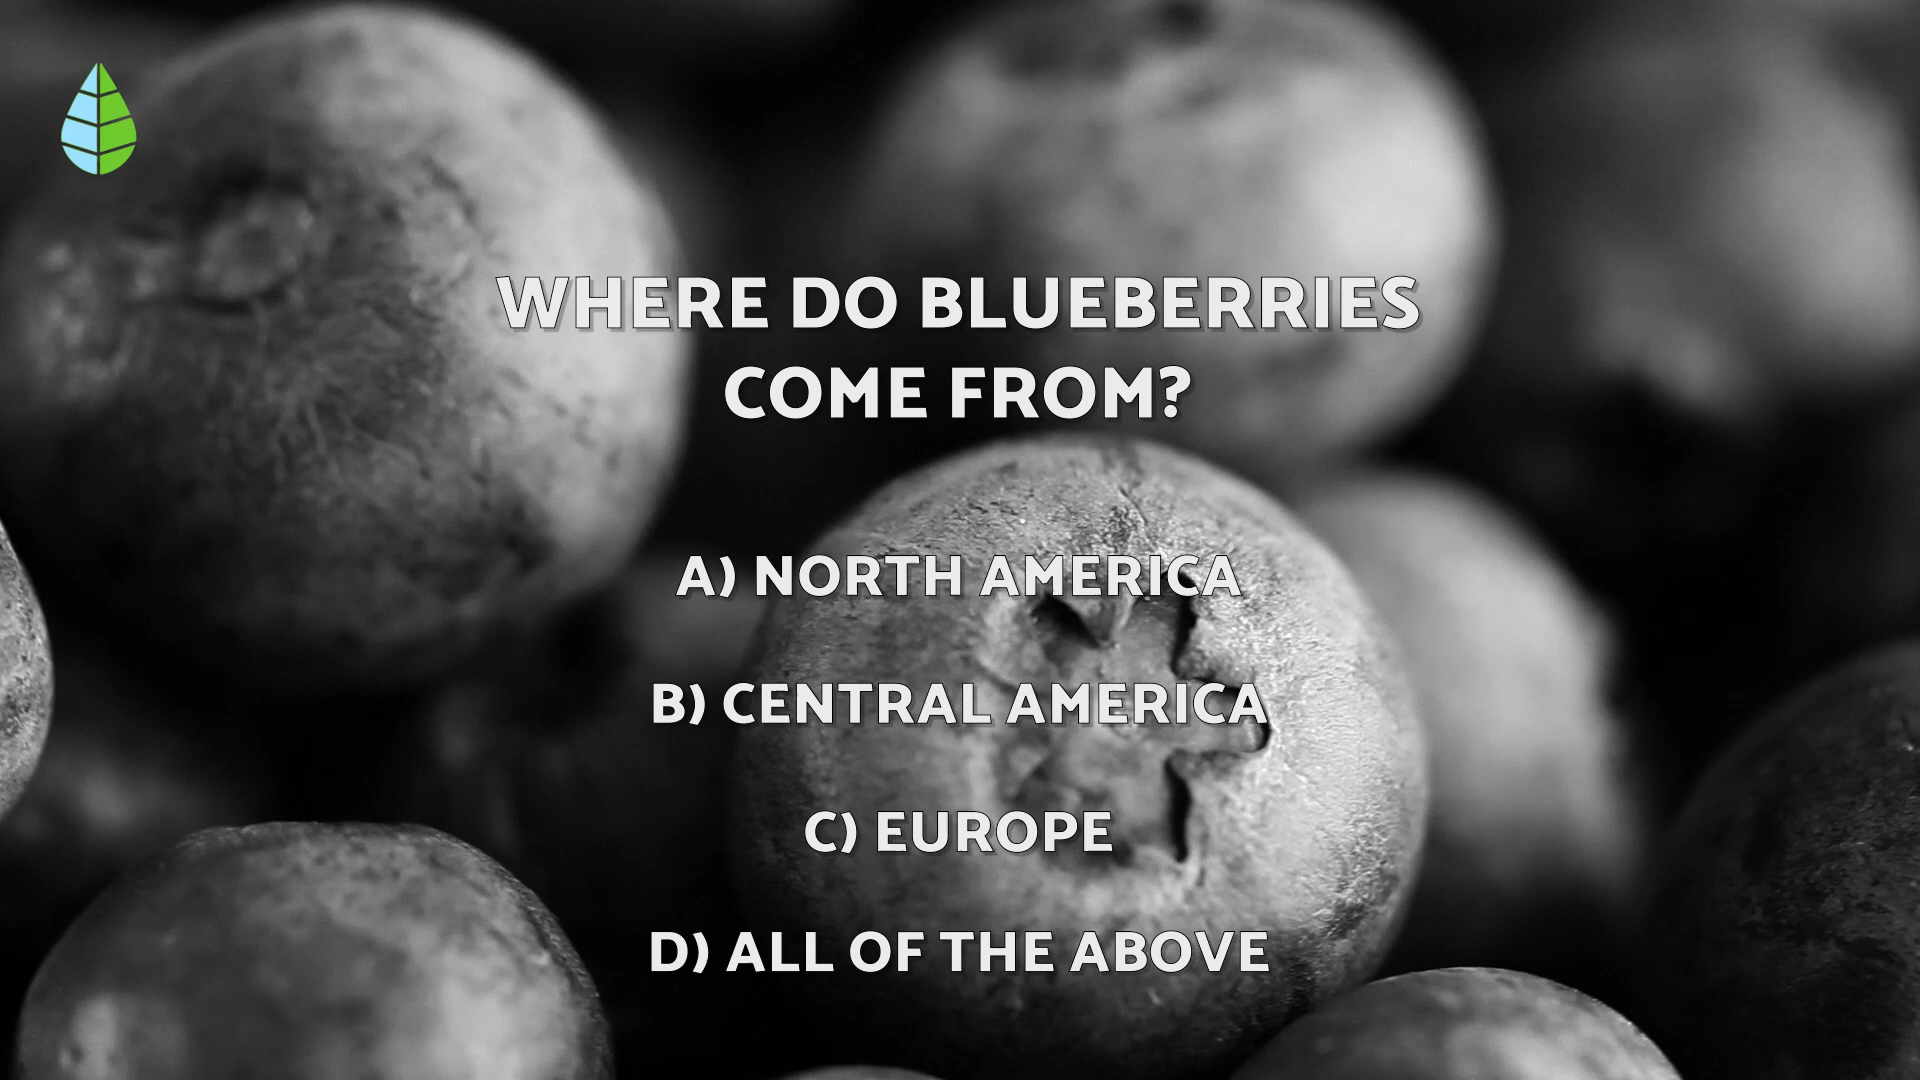 WHERE DO BLUEBERRIES
COME FROM?
A) NORTH AMERICA
B) CENTRAL AMERICA
C) EUROPE
D) ALL OF THE ABOVE